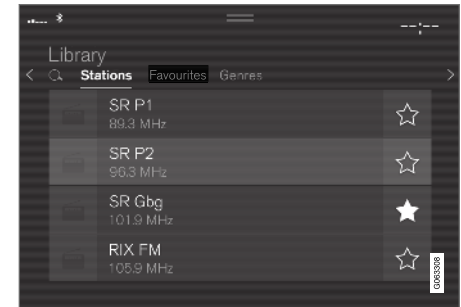 --:--
Library
Stations Favourites Genres
SR P1
89.3 MHz
SR P2
96.3 MHz
SR Gbg
101.9 MHz
RIX FM
105.9 MHz
G063308